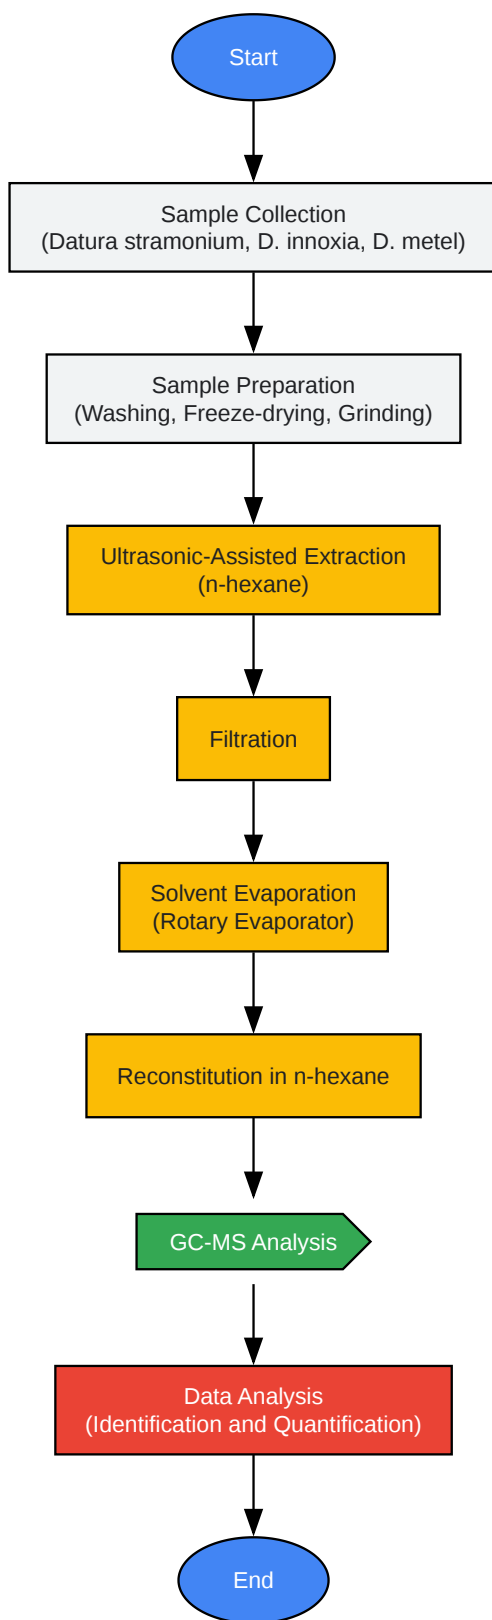 Start
Sample Collection
(Datura stramonium, D. innoxia, D. metel)
Sample Preparation
(Washing, Freeze-drying, Grinding)
Ultrasonic-Assisted Extraction
(n-hexane)
Filtration
Solvent Evaporation
(Rotary Evaporator)
Reconstitution in n-hexane
GC-MS Analysis
Data Analysis
(Identification and Quantification)
End